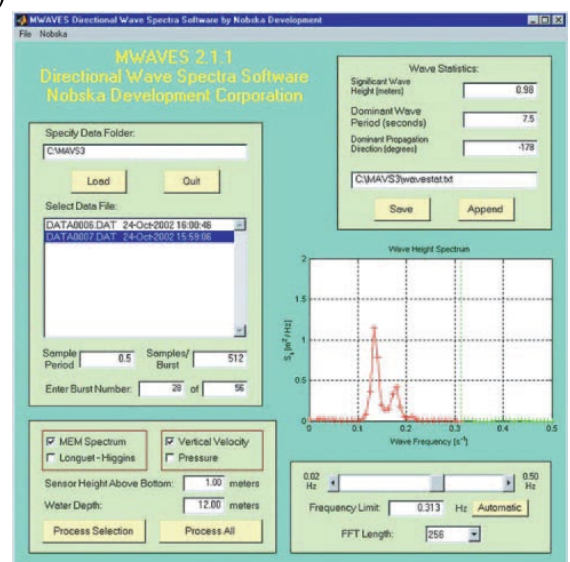 MWAVES Directional Wave Spectra Software by Nobska Development
File Nobska
MWAVES 2.1.1
Directional Wave Spectra Software
Nobska Development Corporation
Specify Data Folder:
C:\MAVS3
Load Quit
Select Data File:
DATA0006.DAT 24-Oct-2002 16:00:46
DATA0007.DAT 24-Oct-2002 15:59:06
Sample Period 0.5 Samples/ Burst 512
Enter Burst Number: 28 of 56
MEM Spectrum Vertical Velocity
Longuet-Higgins Pressure
Sensor Height Above Bottom: 1.00 meters
Water Depth: 12.00 meters
Process Selection Process All
Wave Statistics:
Significant Wave
Height (meters) 0.98
Dominant Wave
Period (seconds) 7.5
Dominant Propagation
Direction (degrees) -178
C:\MAVS3\wavestat.txt
Save Append
Wave Height Spectrum
2
1.5
1
0.5
0
S [m²/Hz]
0 0.1 0.2 0.3 0.4 0.5
Wave Frequency [s⁻¹]
0.02 Hz 0.50 Hz
Frequency Limit: 0.313 Hz Automatic
FFT Length: 256